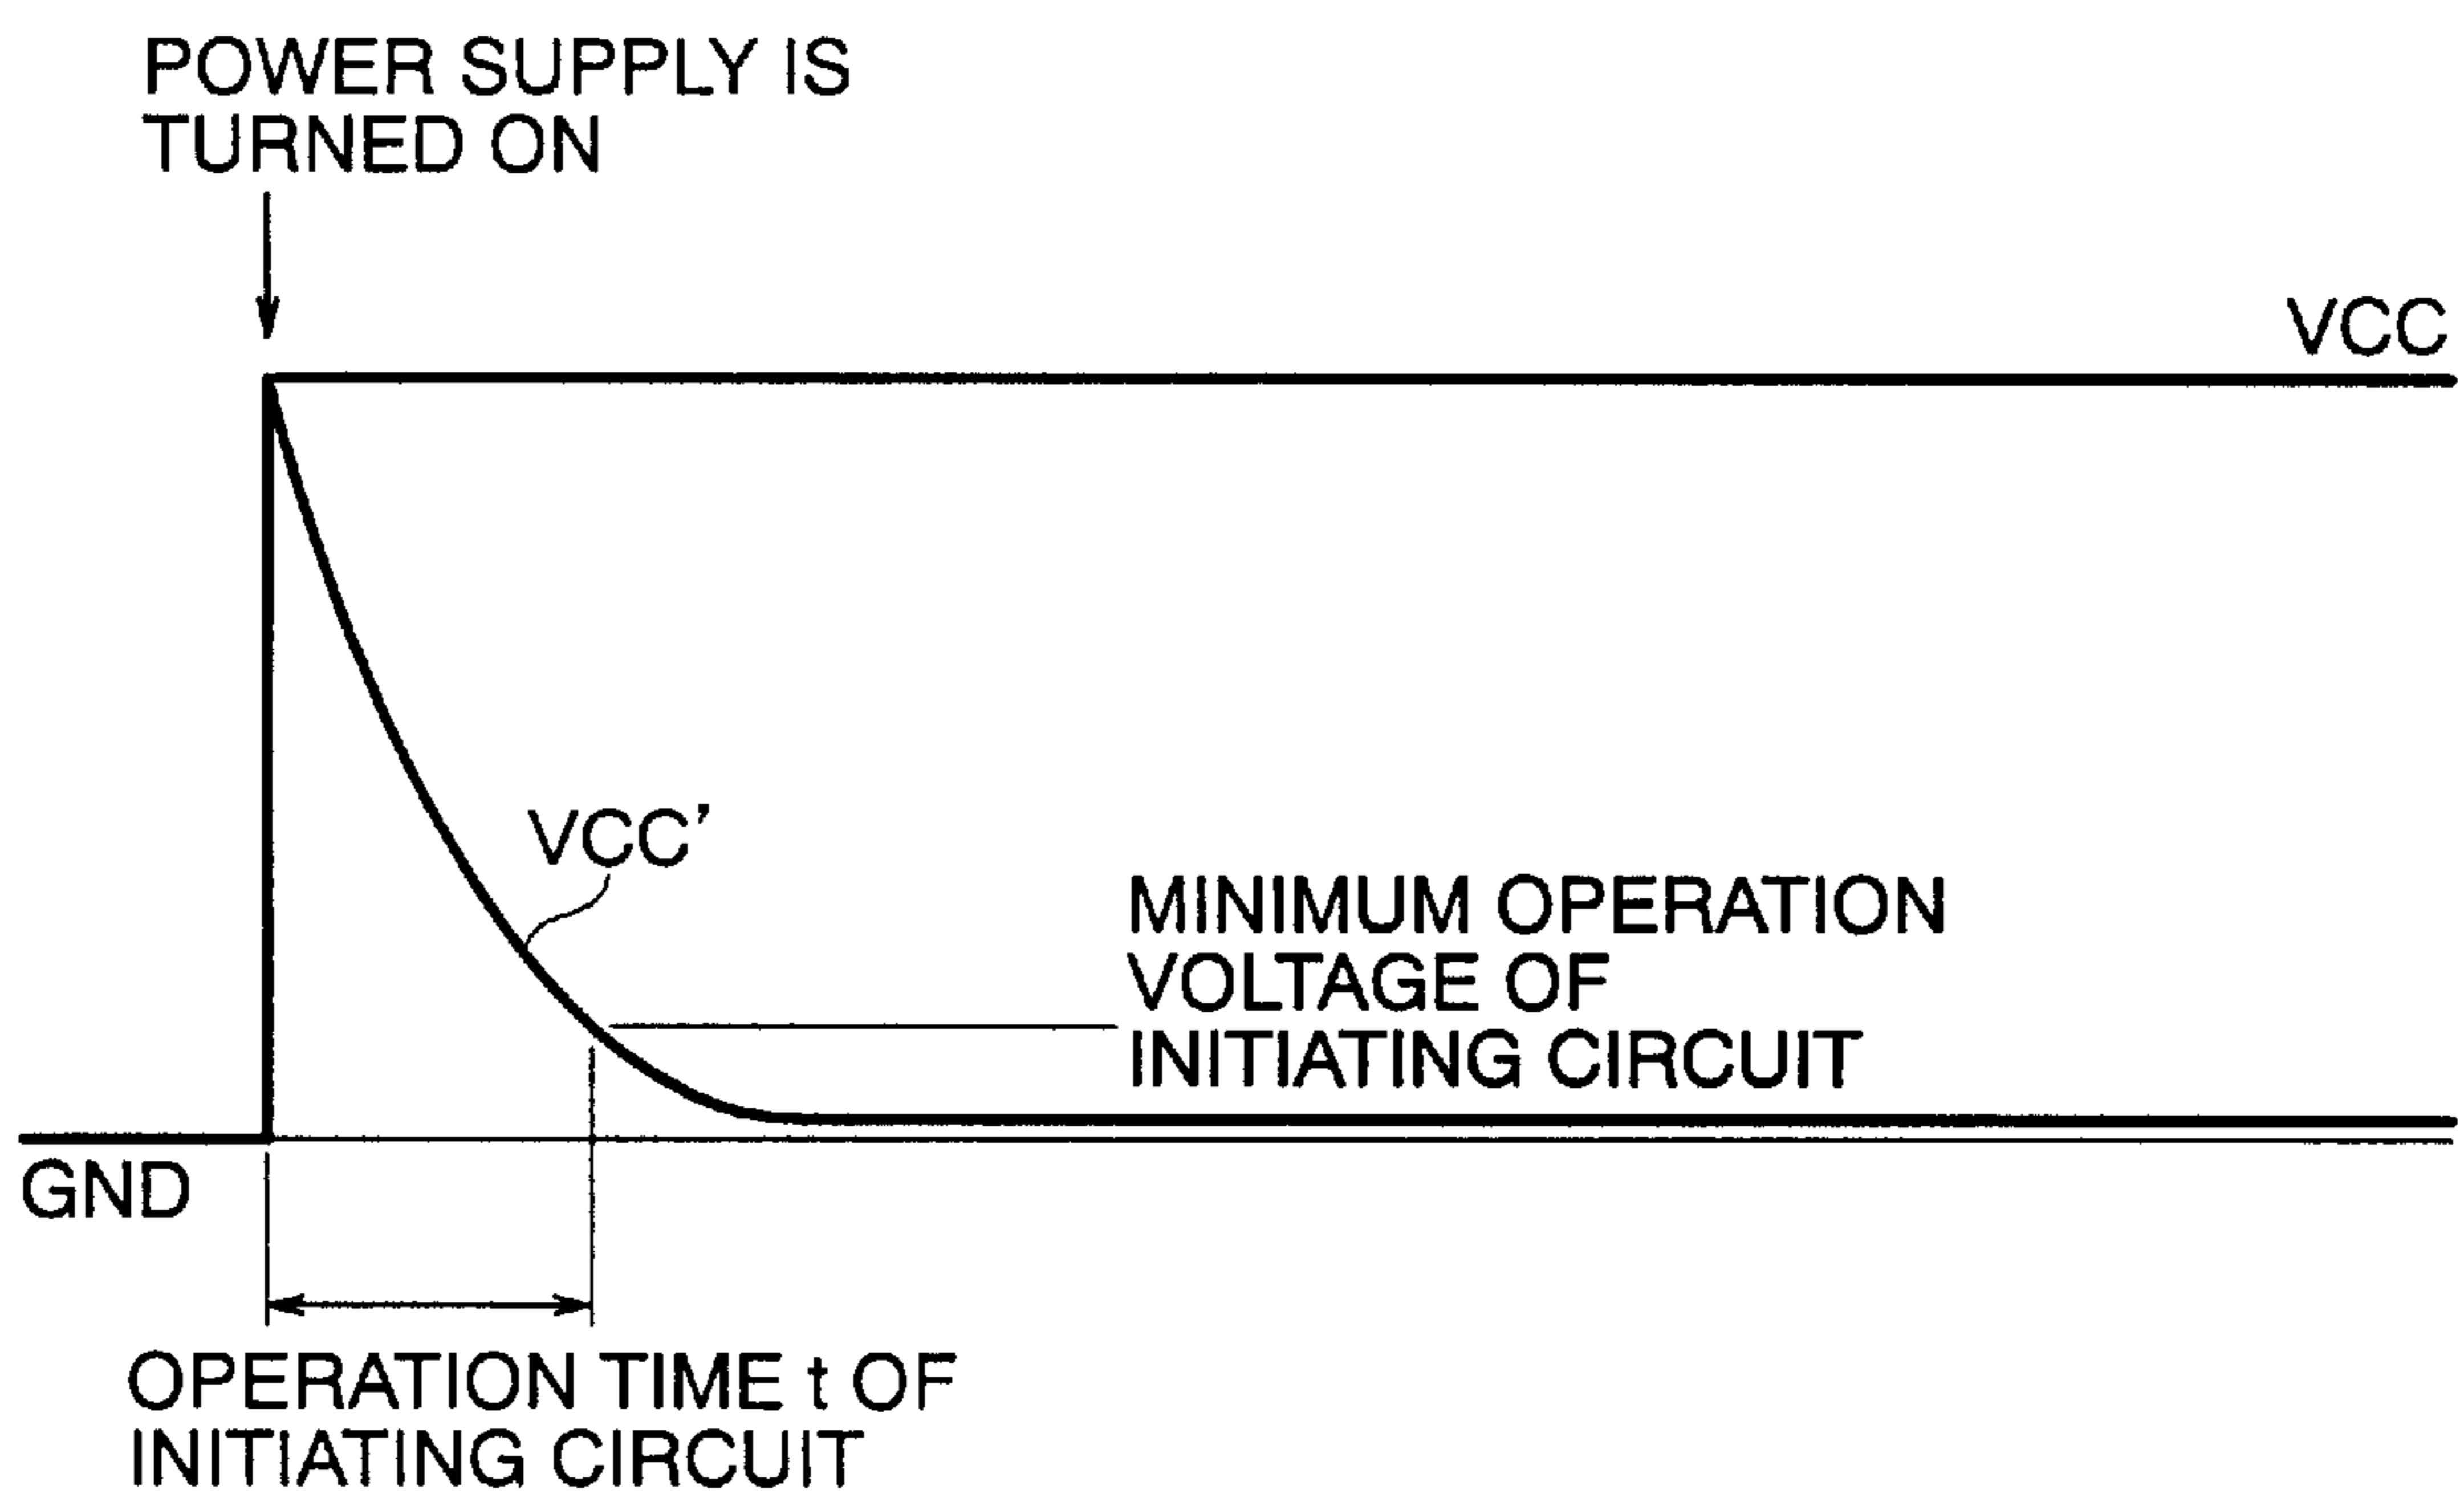 POWER SUPPLY IS
TURNED ON
VCC
VCC'
MINIMUM OPERATION
VOLTAGE OF
INITIATING CIRCUIT
GND
OPERATION TIME t OF
INITIATING CIRCUIT